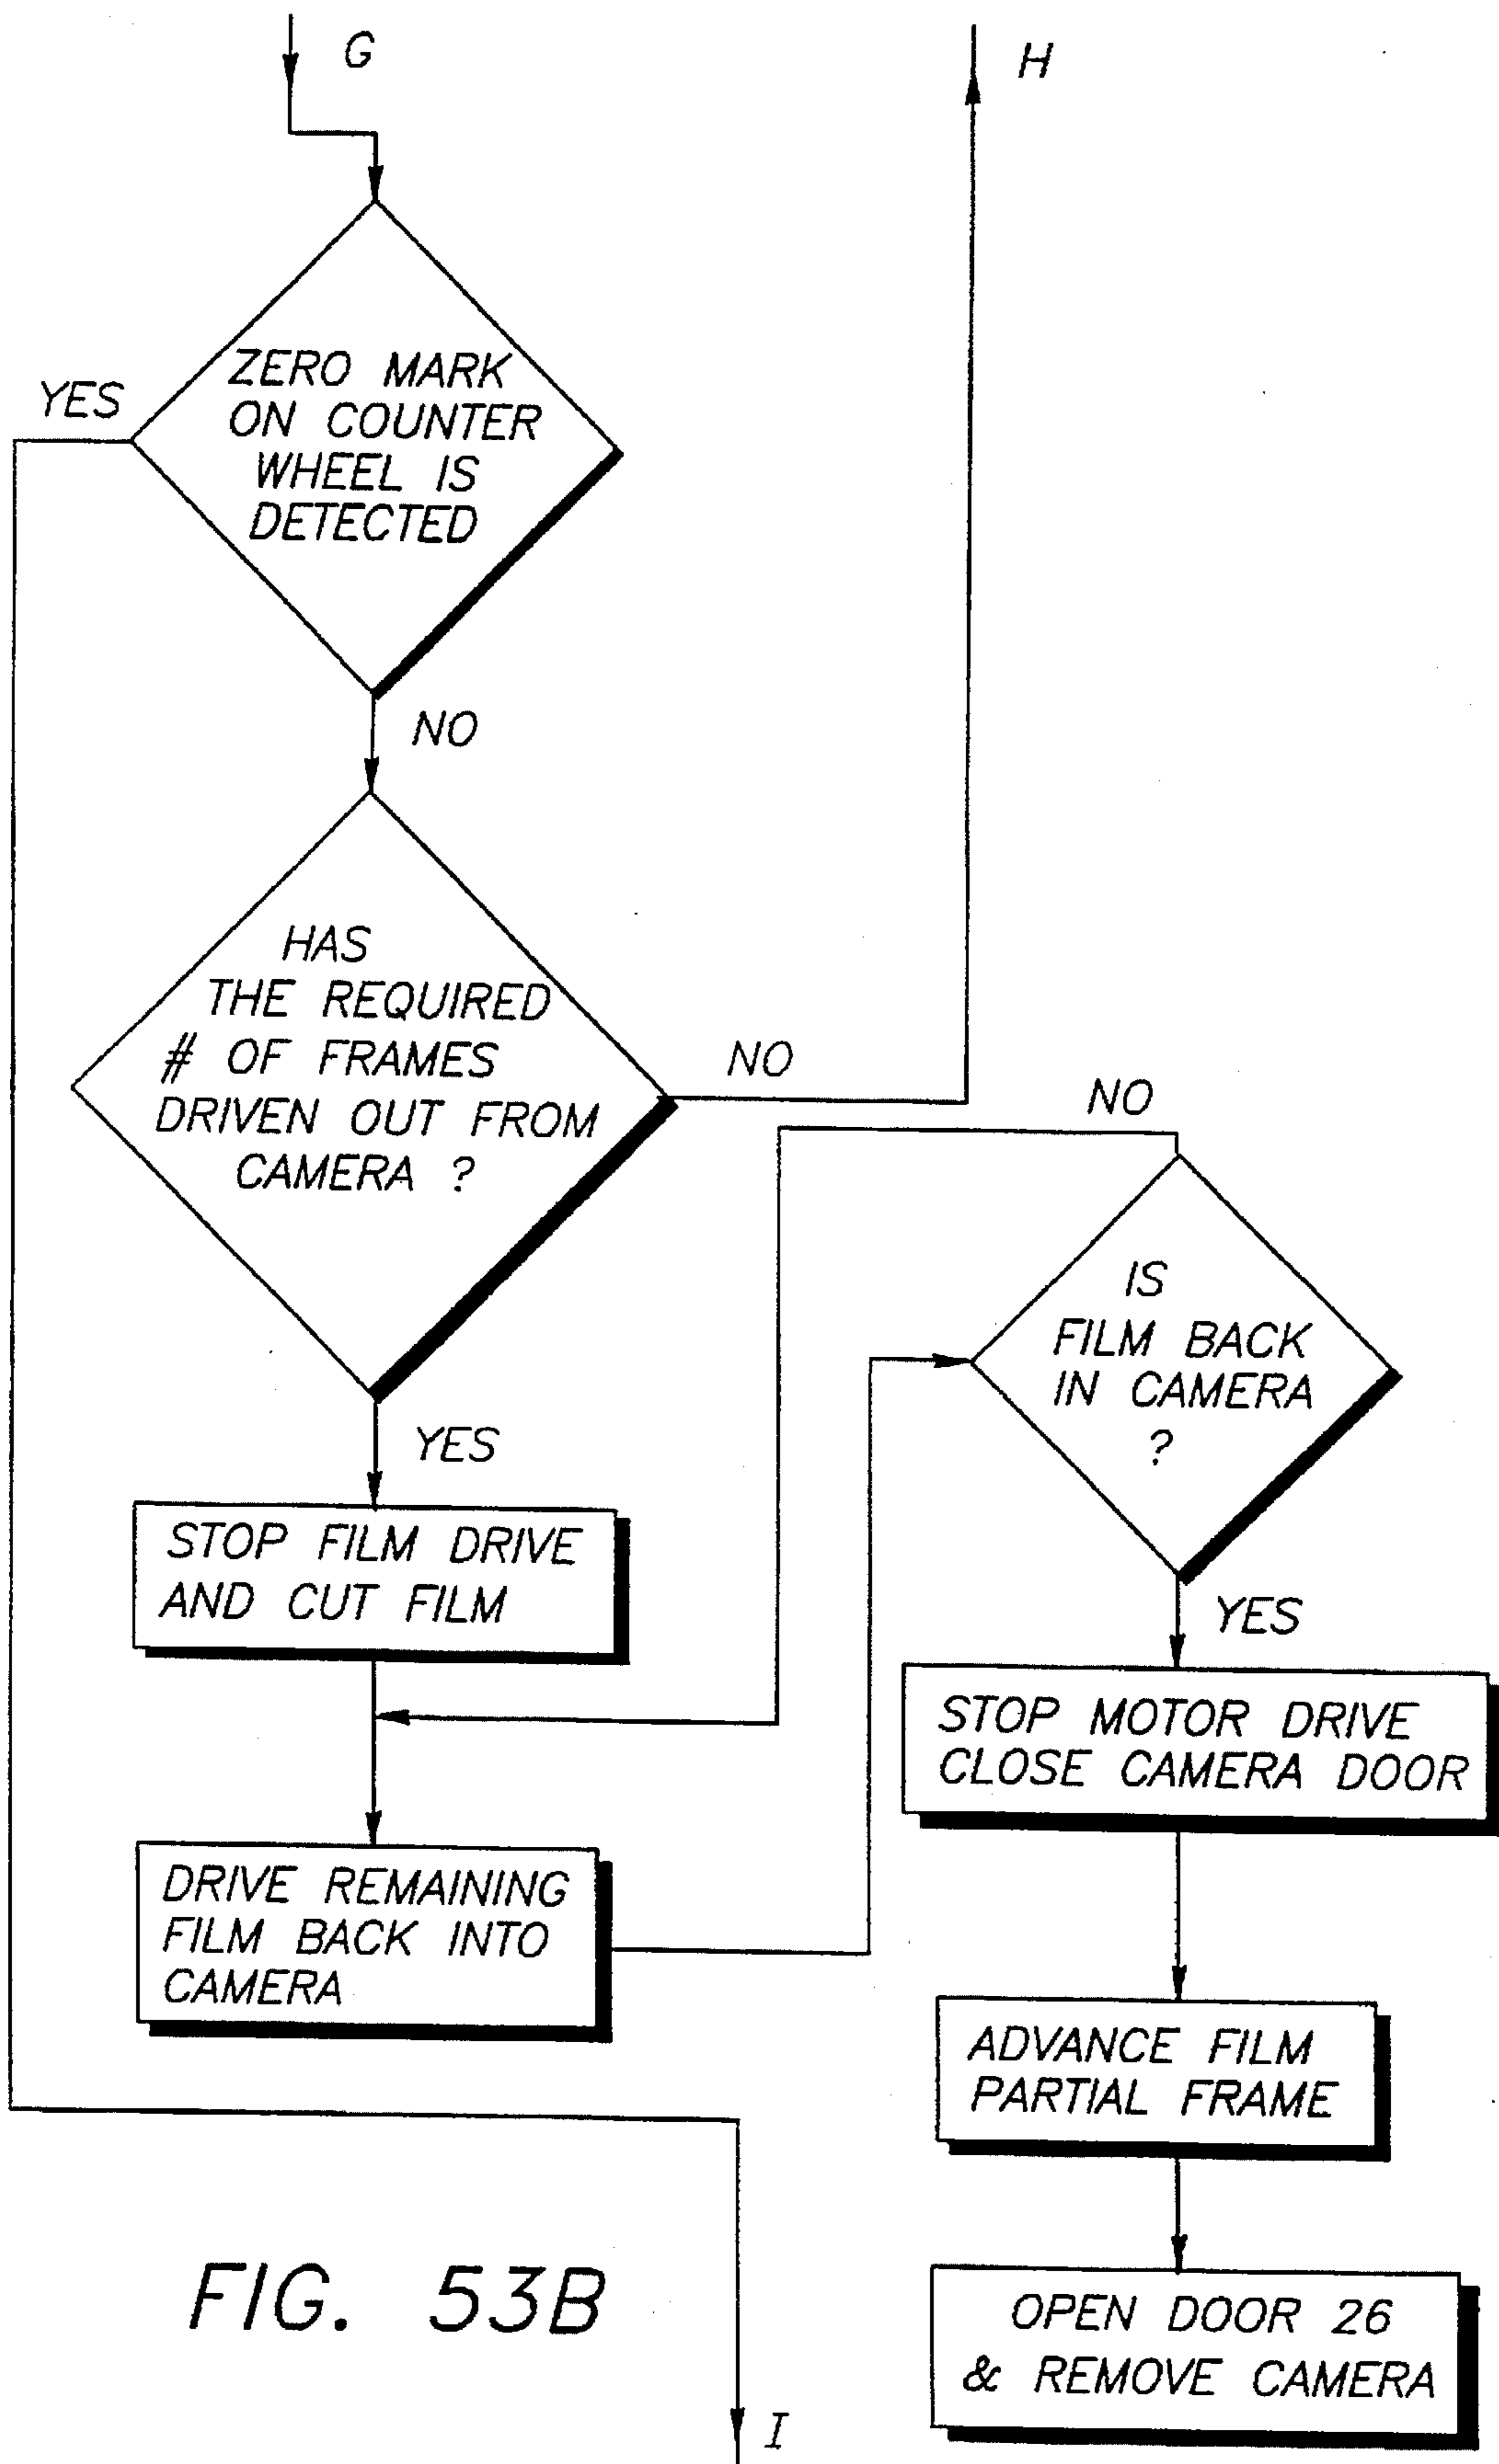 G
H
ZERO MARK
ON COUNTER
WHEEL IS
DETECTED
YES
NO
HAS
THE REQUIRED
# OF FRAMES
DRIVEN OUT FROM
CAMERA ?
NO
YES
STOP FILM DRIVE
AND CUT FILM
DRIVE REMAINING
FILM BACK INTO
CAMERA
NO
IS
FILM BACK
IN CAMERA
?
YES
STOP MOTOR DRIVE
CLOSE CAMERA DOOR
ADVANCE FILM
PARTIAL FRAME
OPEN DOOR 26
& REMOVE CAMERA
I
FIG. 53B